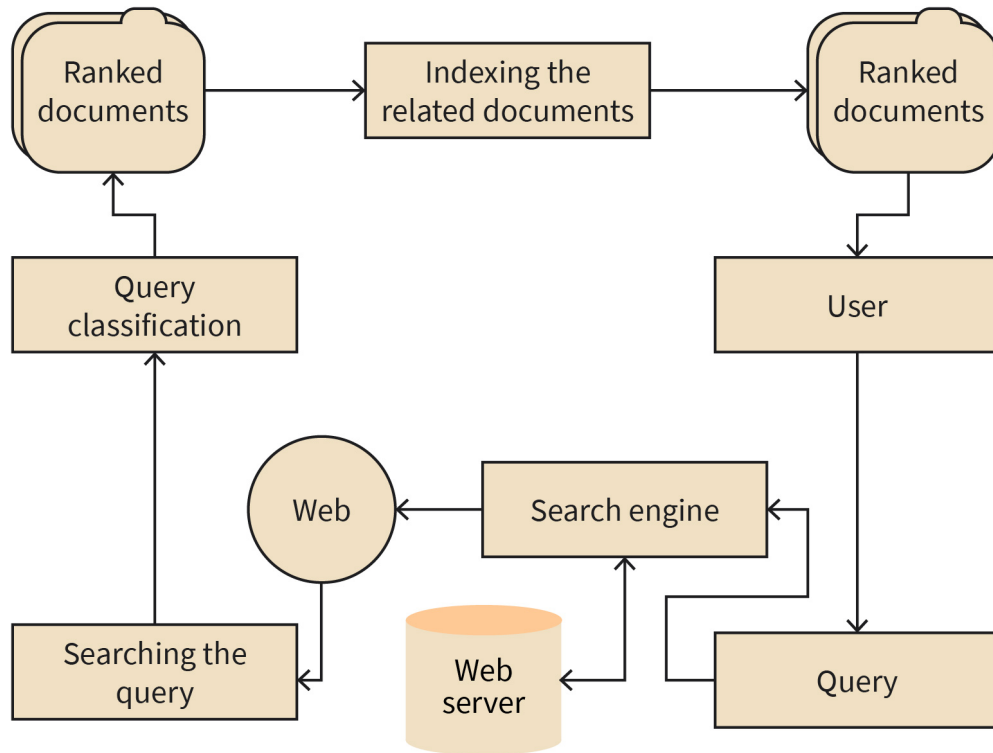 Ranked
documents
Indexing the
related documents
Ranked
documents
Query
classification
User
Web
Search engine
Searching the
query
Web
server
Query